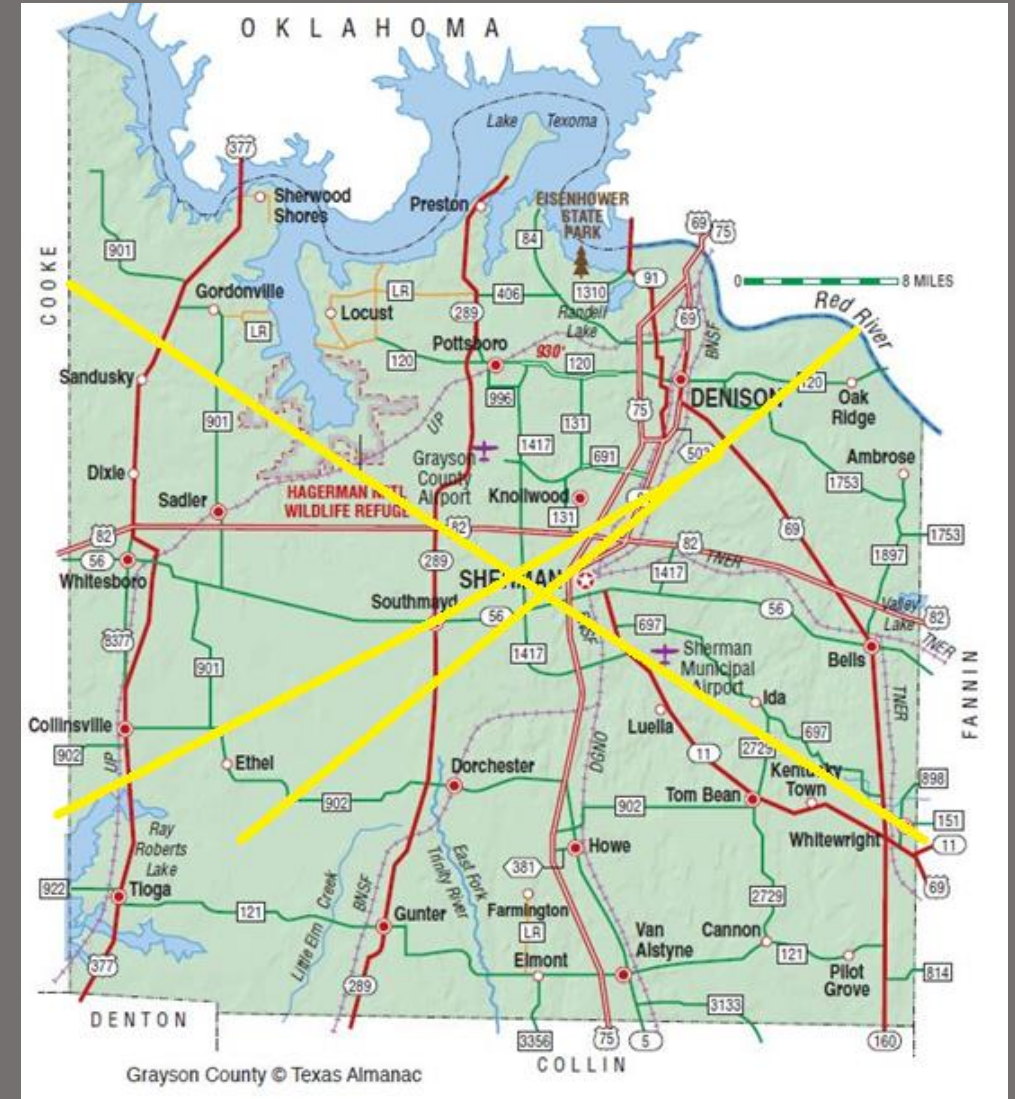 OKLAHOMA
Lake Texoma
377
Sherwood
Shores
Preston
EISENHOWER
STATE
PARK
69
75
84
901
COOKE
91
0
8 MILES
Gordonville
LR
406
1310
Red River
LR
Locust
289
Randell
Lake
69
BNSF
Pottsboro
930'
120
120
Sandusky
996
DENISON
120
Oak
Ridge
901
UP
75
131
1417
503
Ambrose
Dixie
Grayson
County
Airport
691
1753
Sadler
HAGERMAN NATL
WILDLIFE REFUGE
Knollwood
131
69
82
82
82
TNER
1753
56
289
1897
Whitesboro
SHERMAN
1417
Southmayd
56
56
Valley
Lake
82
BNSF
697
TNER
377
1417
Sherman
Municipal
Airport
Bells
901
FANNIN
Ida
TNER
Collinsville
Luella
697
902
UP
Ethel
DGNO
11
2729
Kentucky
Town
898
Dorchester
902
902
Tom Bean
151
Ray
Roberts
Lake
Whitewright
11
Howe
381
East Fork
Trinity River
69
922
Tioga
Little Elm Creek
BNSF
Farmington
2729
121
Gunter
LR
Van
Alstyne
Cannon
377
Elmont
121
814
289
Pilot
Grove
3133
DENTON
3356
75
5
160
COLLIN
Grayson County © Texas Almanac